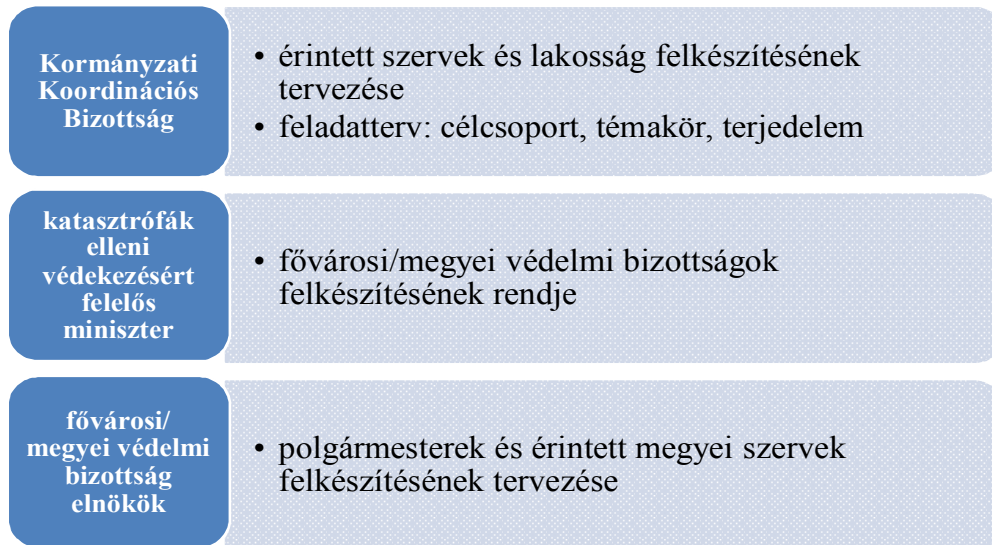 Kormányzati
Koordinációs
Bizottság
• érintett szervek és lakosság felkészítésének
tervezése
• feladatterv: célcsoport, témakör, terjedelem
katasztrófák
elleni
védekezésért
felelős
miniszter
• fővárosi/megyei védelmi bizottságok
felkészítésének rendje
fővárosi/
megyei védelmi
bizottság
elnökök
• polgármesterek és érintett megyei szervek
felkészítésének tervezése